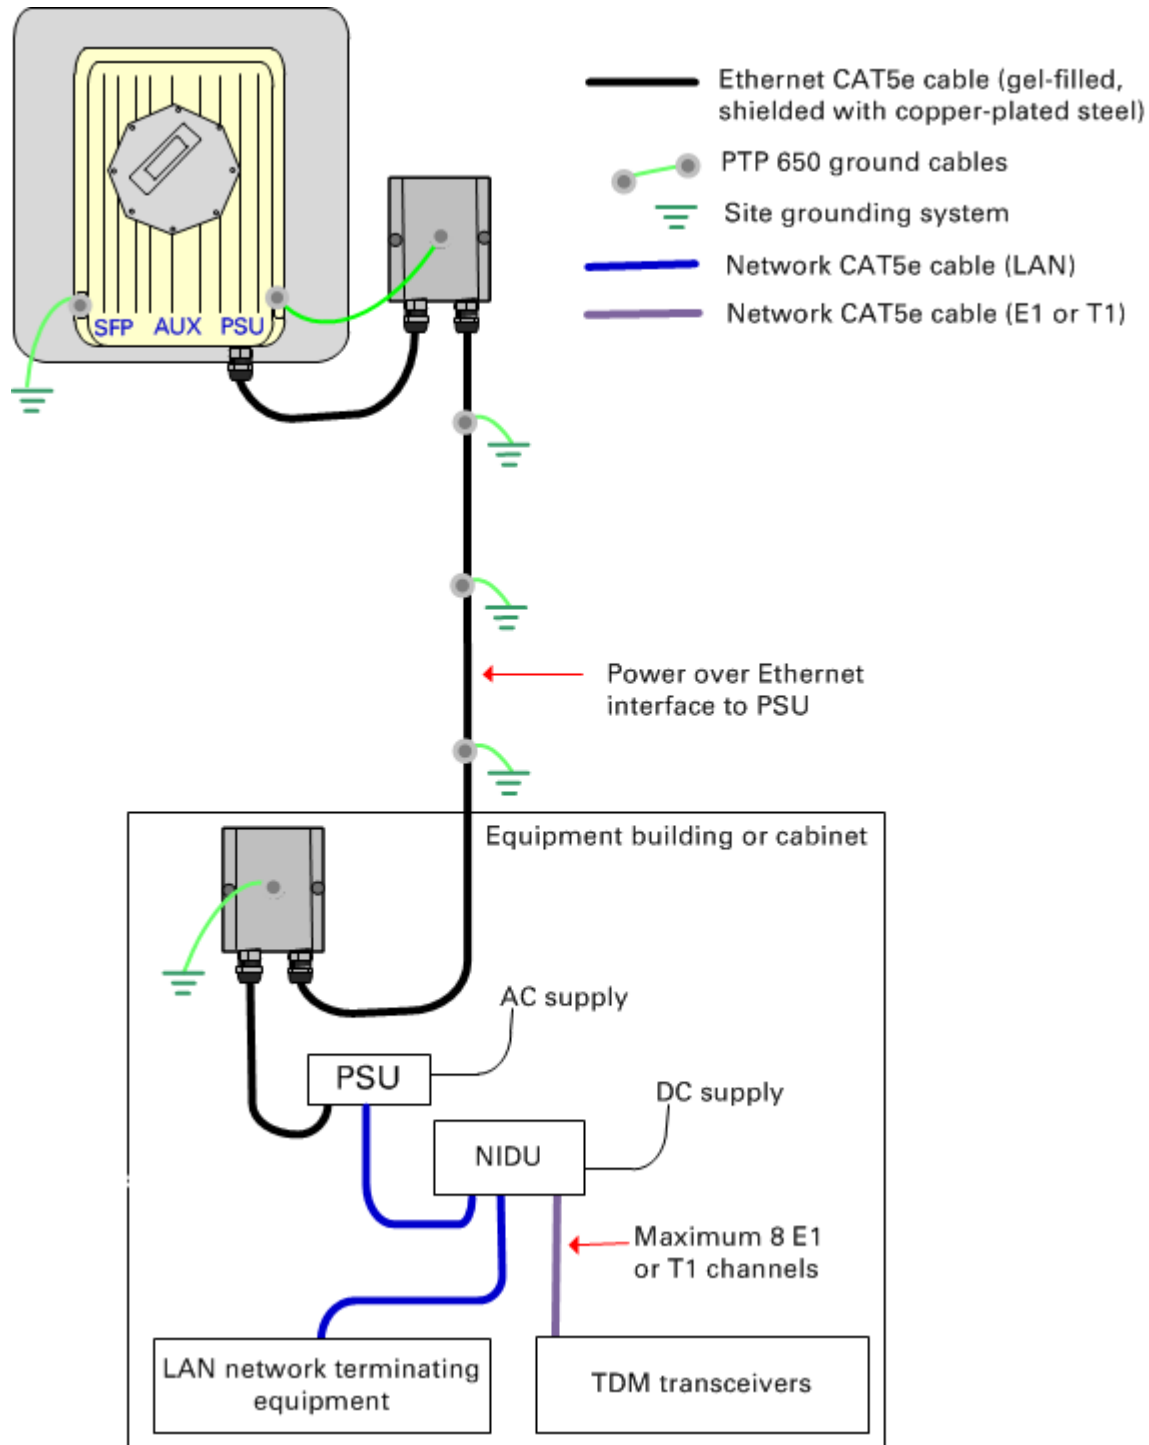 Ethernet CAT5e cable (gel-filled,
shielded with copper-plated steel)
PTP 650 ground cables
Site grounding system
Network CAT5e cable (LAN)
Network CAT5e cable (E1 or T1)
SFP AUX PSU
Power over Ethernet
interface to PSU
Equipment building or cabinet
AC supply
PSU
DC supply
NIDU
Maximum 8 E1
or T1 channels
LAN network terminating
equipment
TDM transceivers